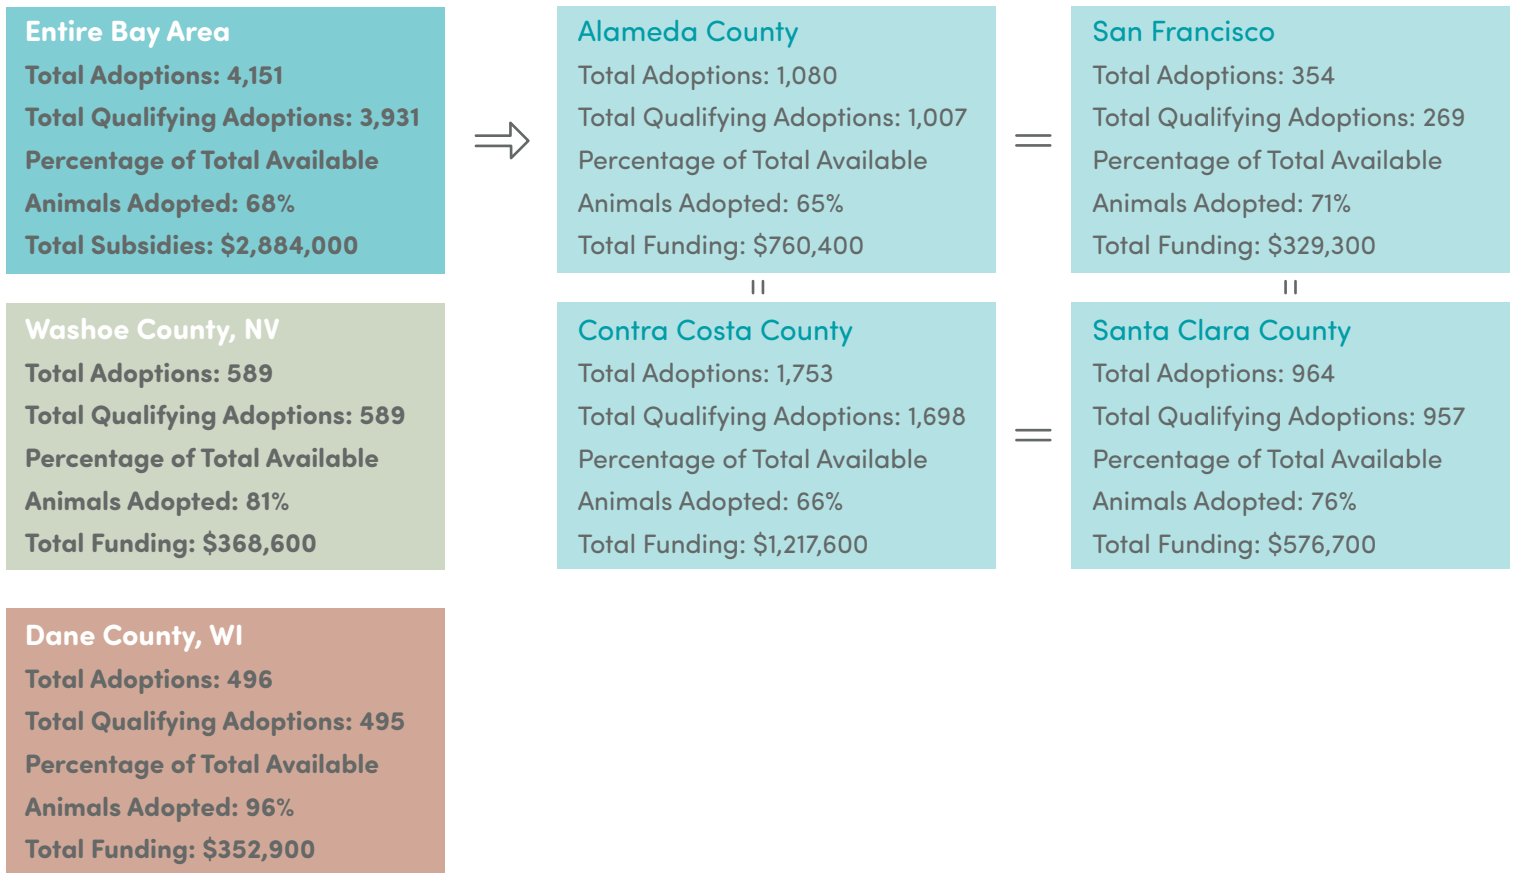 Entire Bay Area
Total Adoptions: 4,151
Total Qualifying Adoptions: 3,931
Percentage of Total Available
Animals Adopted: 68%
Total Subsidies: $2,884,000
Alameda County
Total Adoptions: 1,080
Total Qualifying Adoptions: 1,007
Percentage of Total Available
Animals Adopted: 65%
Total Funding: $760,400
San Francisco
Total Adoptions: 354
Total Qualifying Adoptions: 269
Percentage of Total Available
Animals Adopted: 71%
Total Funding: $329,300
Washoe County, NV
Total Adoptions: 589
Total Qualifying Adoptions: 589
Percentage of Total Available
Animals Adopted: 81%
Total Funding: $368,600
Contra Costa County
Total Adoptions: 1,753
Total Qualifying Adoptions: 1,698
Percentage of Total Available
Animals Adopted: 66%
Total Funding: $1,217,600
Santa Clara County
Total Adoptions: 964
Total Qualifying Adoptions: 957
Percentage of Total Available
Animals Adopted: 76%
Total Funding: $576,700
Dane County, WI
Total Adoptions: 496
Total Qualifying Adoptions: 495
Percentage of Total Available
Animals Adopted: 96%
Total Funding: $352,900